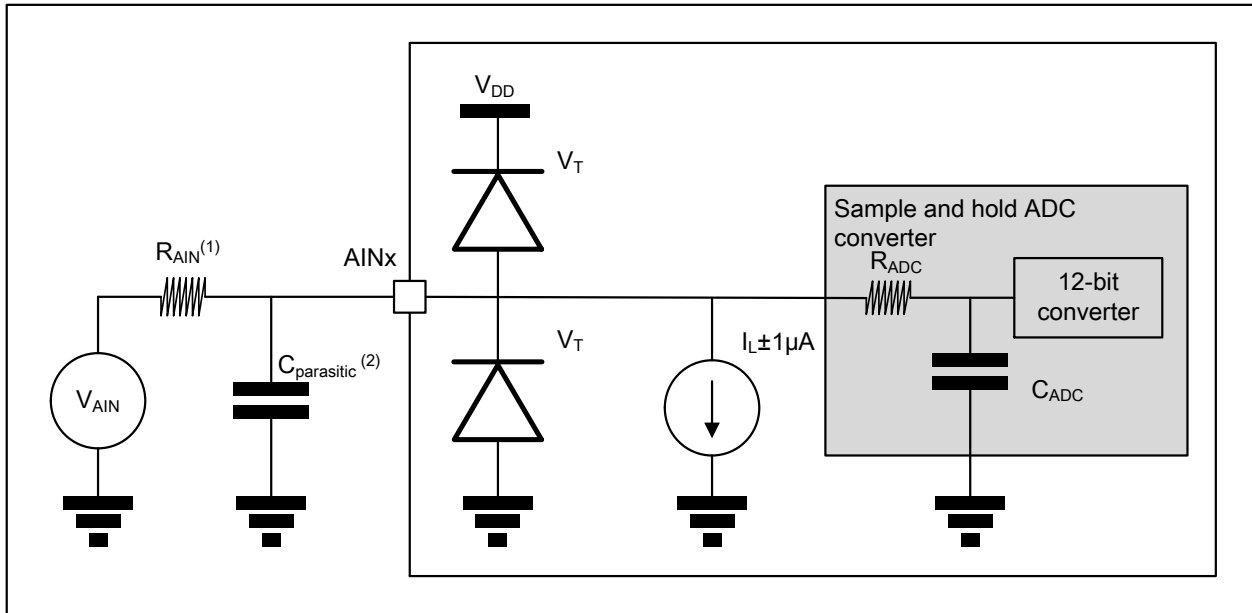 V_DD
V_T
Sample and hold ADC
converter
R_AIN^(1)
AINx
R_ADC
12-bit
converter
V_T
I_L±1µA
C_parasitic^(2)
V_AIN
C_ADC